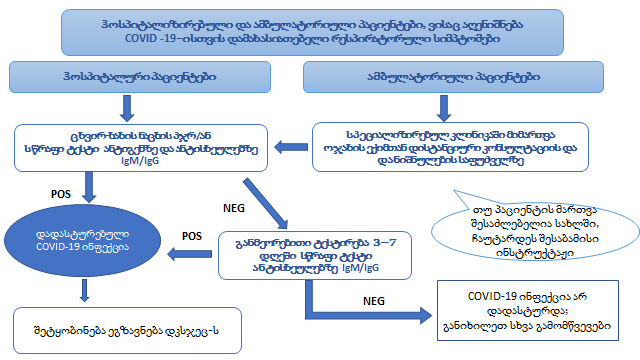 ჰოსპიტალიზირებული და ამბულატორიული პაციენტები, ვისაც აღენიშნება
COVID -19–ისთვის დამახასიათებელი რესპირატორული სიმპტომები
ჰოსპიტალური პაციენტები
ამბულატორიული პაციენტები
ცხვირ-ხახის ნაცხის პჯრ/ან
სწრაფი ტესტი ანტიგენზე და ანტისხეულებზე
IgM/IgG
სპეციალიზირებულ კლინიკაში მიმართვა
ოჯახის ექიმთან დისტანციური კონსულტაციის და
დანიშნულების საფუძველზე
POS
NEG
თუ პაციენტის მართვა
შესაძლებელია სახლში,
ჩაუტარდეს შესაბამისი
ინსტრუქტაჟი
დადასტურებული
COVID-19 ინფექცია
POS
განმეორებითი ტესტირება 3–7
დღეში სწრაფი ტესტი
ანტისხეულებზე IgM/IgG
NEG
COVID-19 ინფექცია არ
დადასტურდა;
განიხილეთ სხვა გამომწვევები
შეტყობინება ეგზავნება დკსჯეც-ს